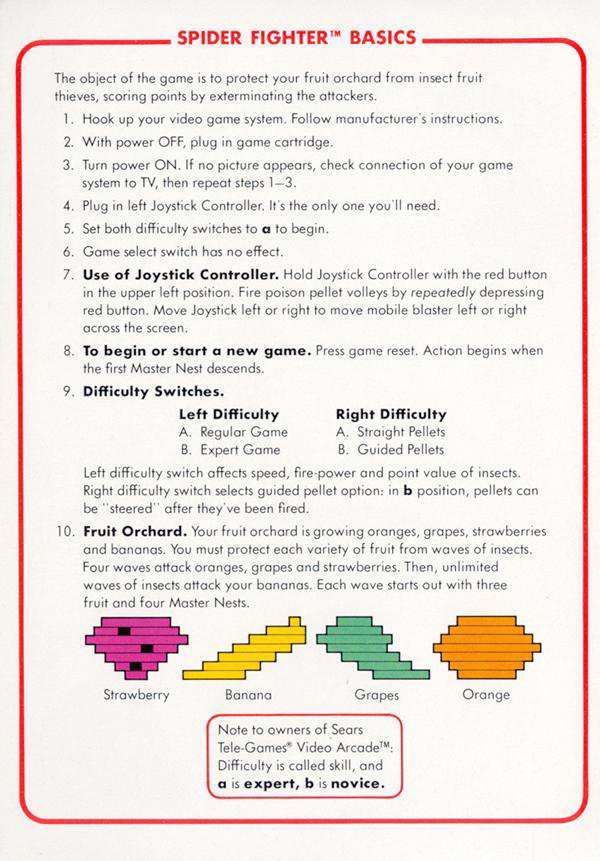 SPIDER FIGHTER™ BASICS
The object of the game is to protect your fruit orchard from insect fruit
thieves, scoring points by exterminating the attackers.
1. Hook up your video game system. Follow manufacturer's instructions.
2. With power OFF, plug in game cartridge.
3. Turn power ON. If no picture appears, check connection of your game
system to TV, then repeat steps 1–3.
4. Plug in left Joystick Controller. It's the only one you'll need.
5. Set both difficulty switches to a to begin.
6. Game select switch has no effect.
7. Use of Joystick Controller. Hold Joystick Controller with the red button
in the upper left position. Fire poison pellet volleys by repeatedly depressing
red button. Move Joystick left or right to move mobile blaster left or right
across the screen.
8. To begin or start a new game. Press game reset. Action begins when
the first Master Nest descends.
9. Difficulty Switches.
Left Difficulty Right Difficulty
A. Regular Game A. Straight Pellets
B. Expert Game B. Guided Pellets
Left difficulty switch affects speed, fire-power and point value of insects.
Right difficulty switch selects guided pellet option: in b position, pellets can
be "steered" after they've been fired.
10. Fruit Orchard. Your fruit orchard is growing oranges, grapes, strawberries
and bananas. You must protect each variety of fruit from waves of insects.
Four waves attack oranges, grapes and strawberries. Then, unlimited
waves of insects attack your bananas. Each wave starts out with three
fruit and four Master Nests.
Strawberry Banana Grapes Orange
Note to owners of Sears
Tele-Games® Video Arcade™:
Difficulty is called skill, and
a is expert, b is novice.